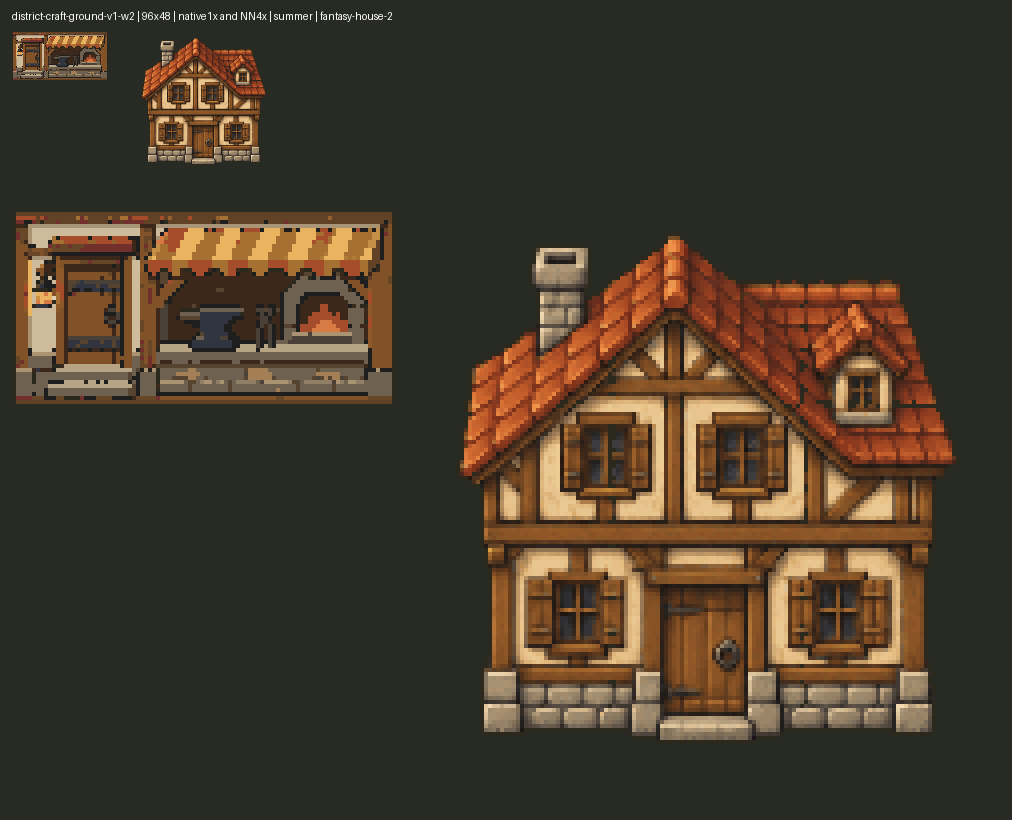 district-craft-ground-v1-w2 | 96x48 | native1x and NN4x | summer | fantasy-house-2